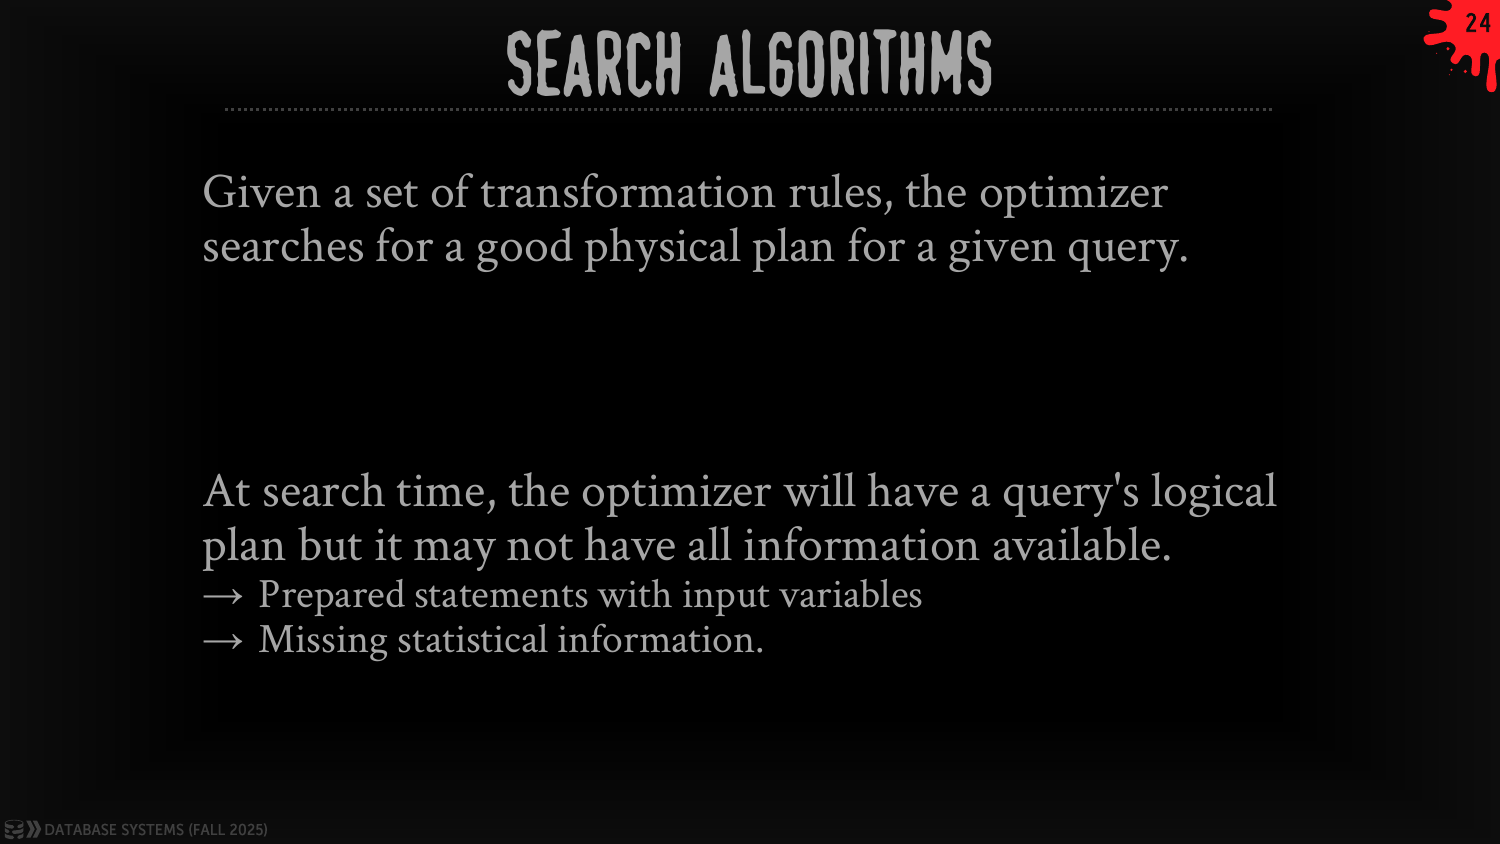 24
SEARCH ALGORITHMS
Given a set of transformation rules, the optimizer
searches for a good physical plan for a given query.
At search time, the optimizer will have a query's logical
plan but it may not have all information available.
→ Prepared statements with input variables
→ Missing statistical information.
DATABASE SYSTEMS (FALL 2025)